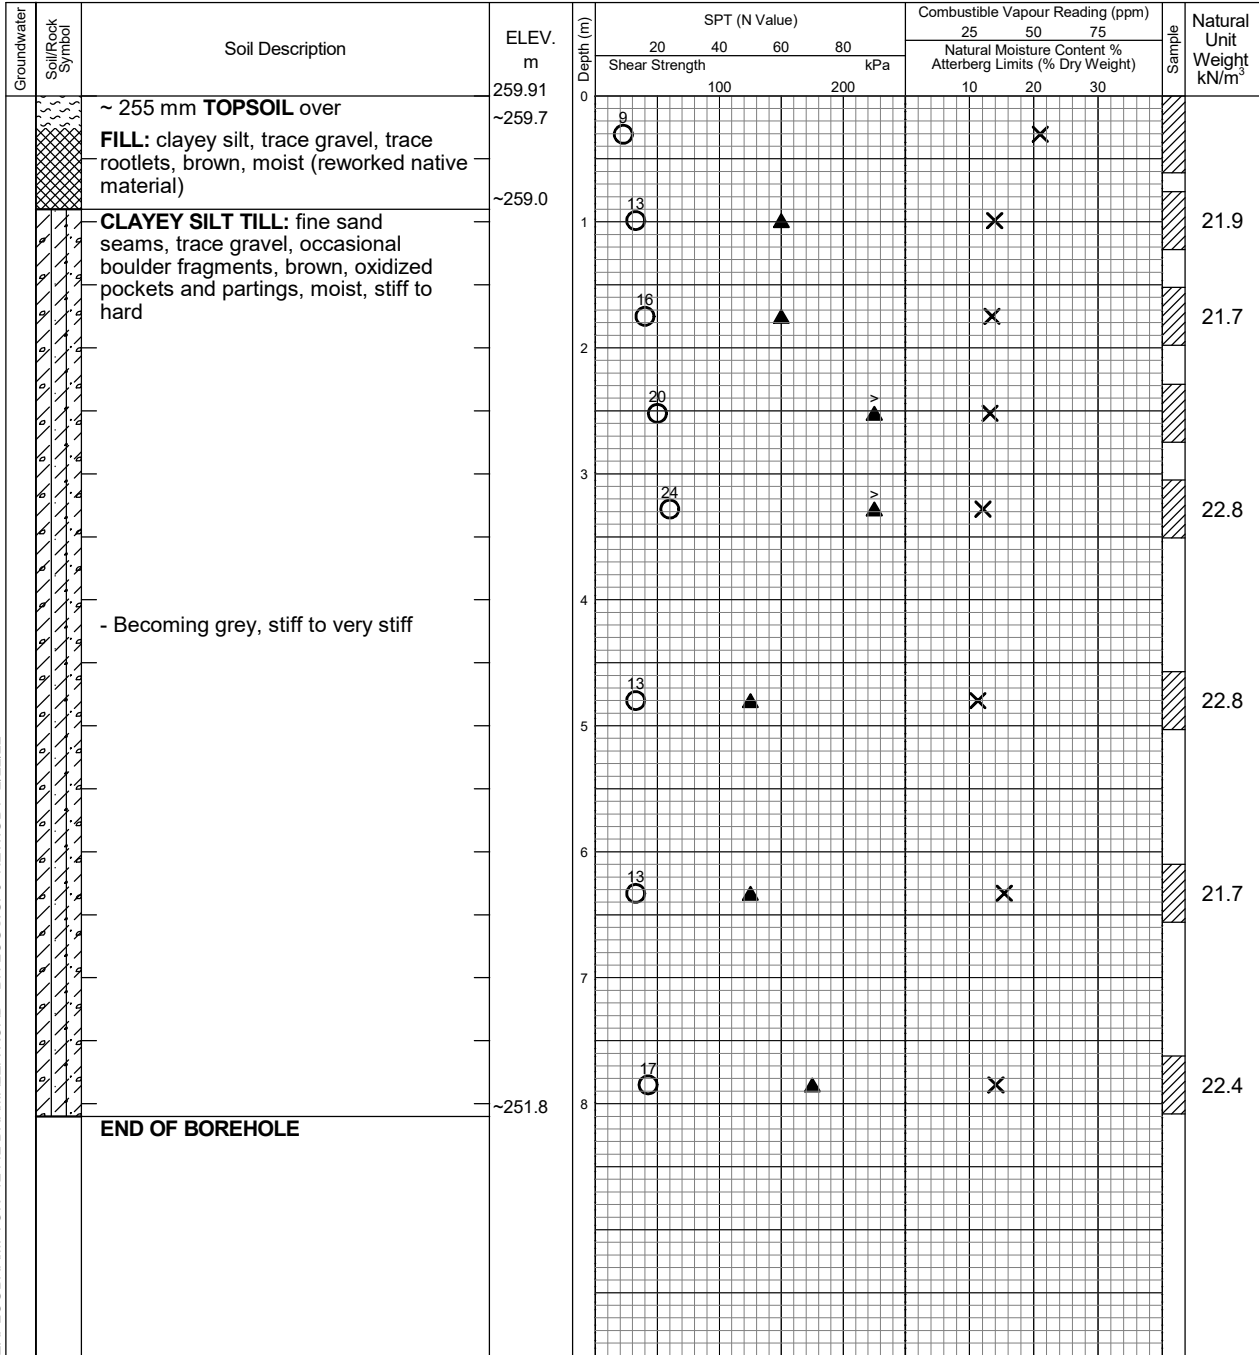 Groundwater
Soil/Rock
Symbol
Soil Description
ELEV.
m
Depth (m)
SPT (N Value)
20 40 60 80
Shear Strength kPa
100 200
Combustible Vapour Reading (ppm)
25 50 75
Natural Moisture Content %
Atterberg Limits (% Dry Weight)
10 20 30
Sample
Natural
Unit
Weight
kN/m3
259.91
0
~ 255 mm TOPSOIL over
~259.7
9
FILL: clayey silt, trace gravel, trace
rootlets, brown, moist (reworked native
material)
~259.0
CLAYEY SILT TILL: fine sand
seams, trace gravel, occasional
boulder fragments, brown, oxidized
pockets and partings, moist, stiff to
hard
13
1
21.9
16
21.7
2
20
>
3
24
>
22.8
4
- Becoming grey, stiff to very stiff
13
22.8
5
6
13
21.7
7
17
22.4
8
~251.8
END OF BOREHOLE